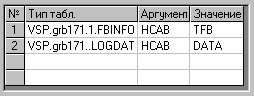 № Тип табл. Аргумент Значение
1 VSP.grb171.1.FBINFO HCAB TFB
2 VSP.grb171..LOGDAT HCAB DATA